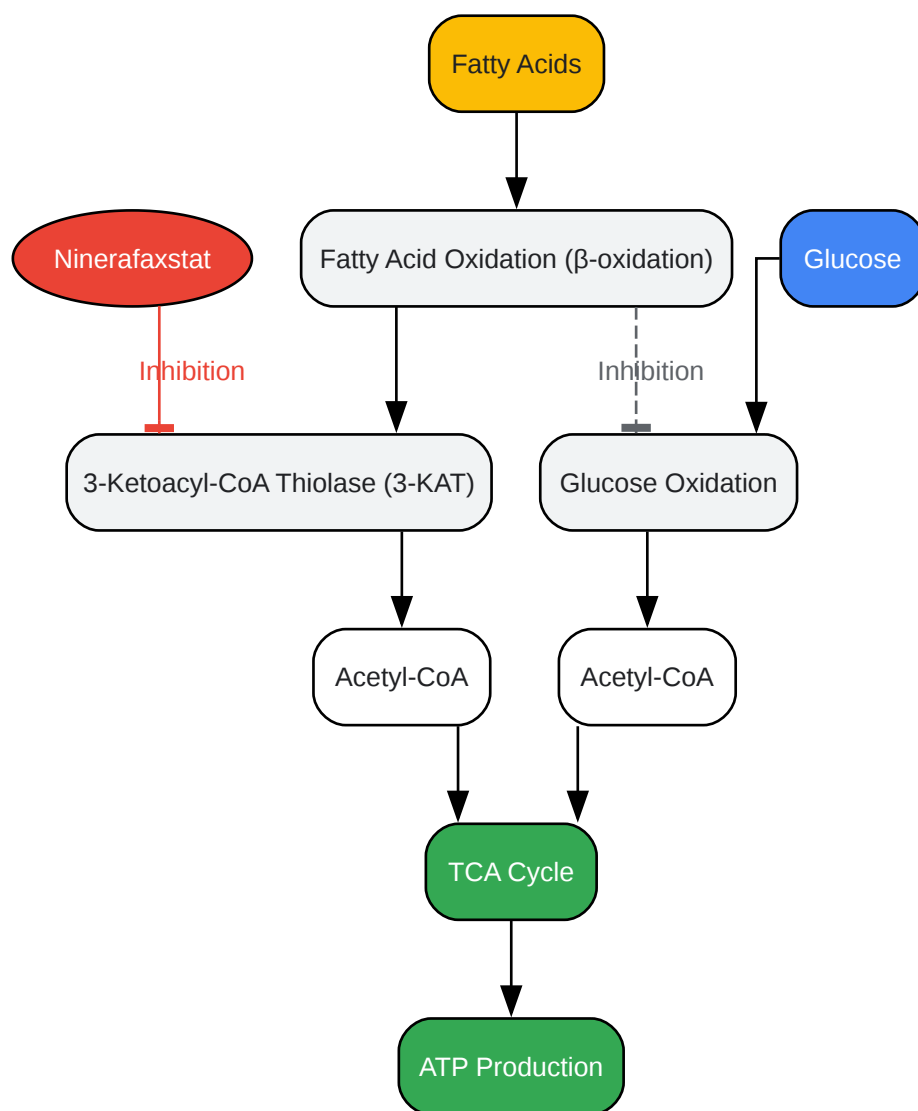 Fatty Acids
Ninerafaxstat
Fatty Acid Oxidation (β-oxidation)
Glucose
Inhibition
Inhibition
3-Ketoacyl-CoA Thiolase (3-KAT)
Glucose Oxidation
Acetyl-CoA
Acetyl-CoA
TCA Cycle
ATP Production